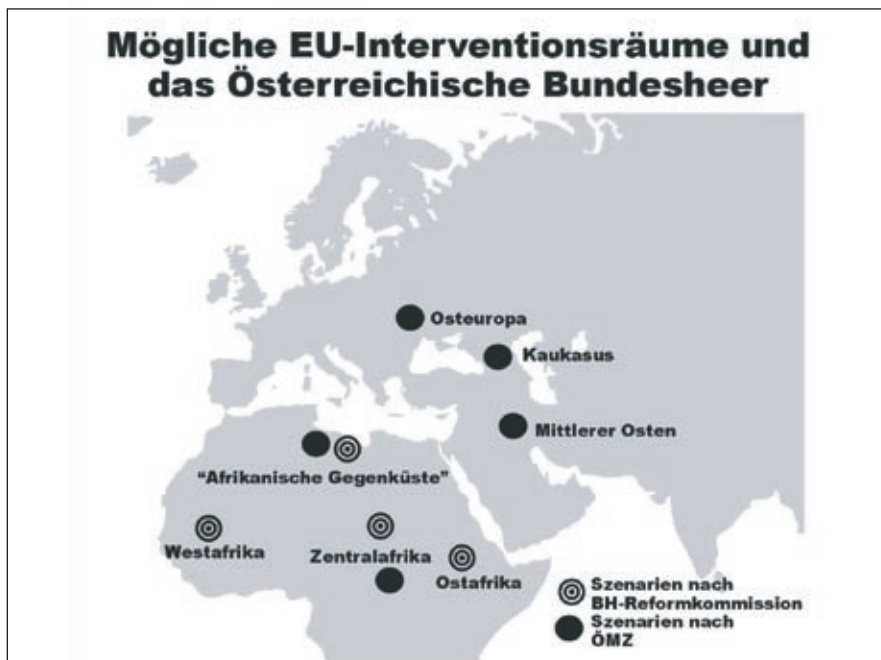 Mögliche EU-Interventionsräume und
das Österreichische Bundesheer
Osteuropa
Kaukasus
Mittlerer Osten
"Afrikanische Gegenküste"
Westafrika
Zentralafrika
Ostafrika
Szenarien nach
BH-Reformkommission
Szenarien nach
ÖMZ